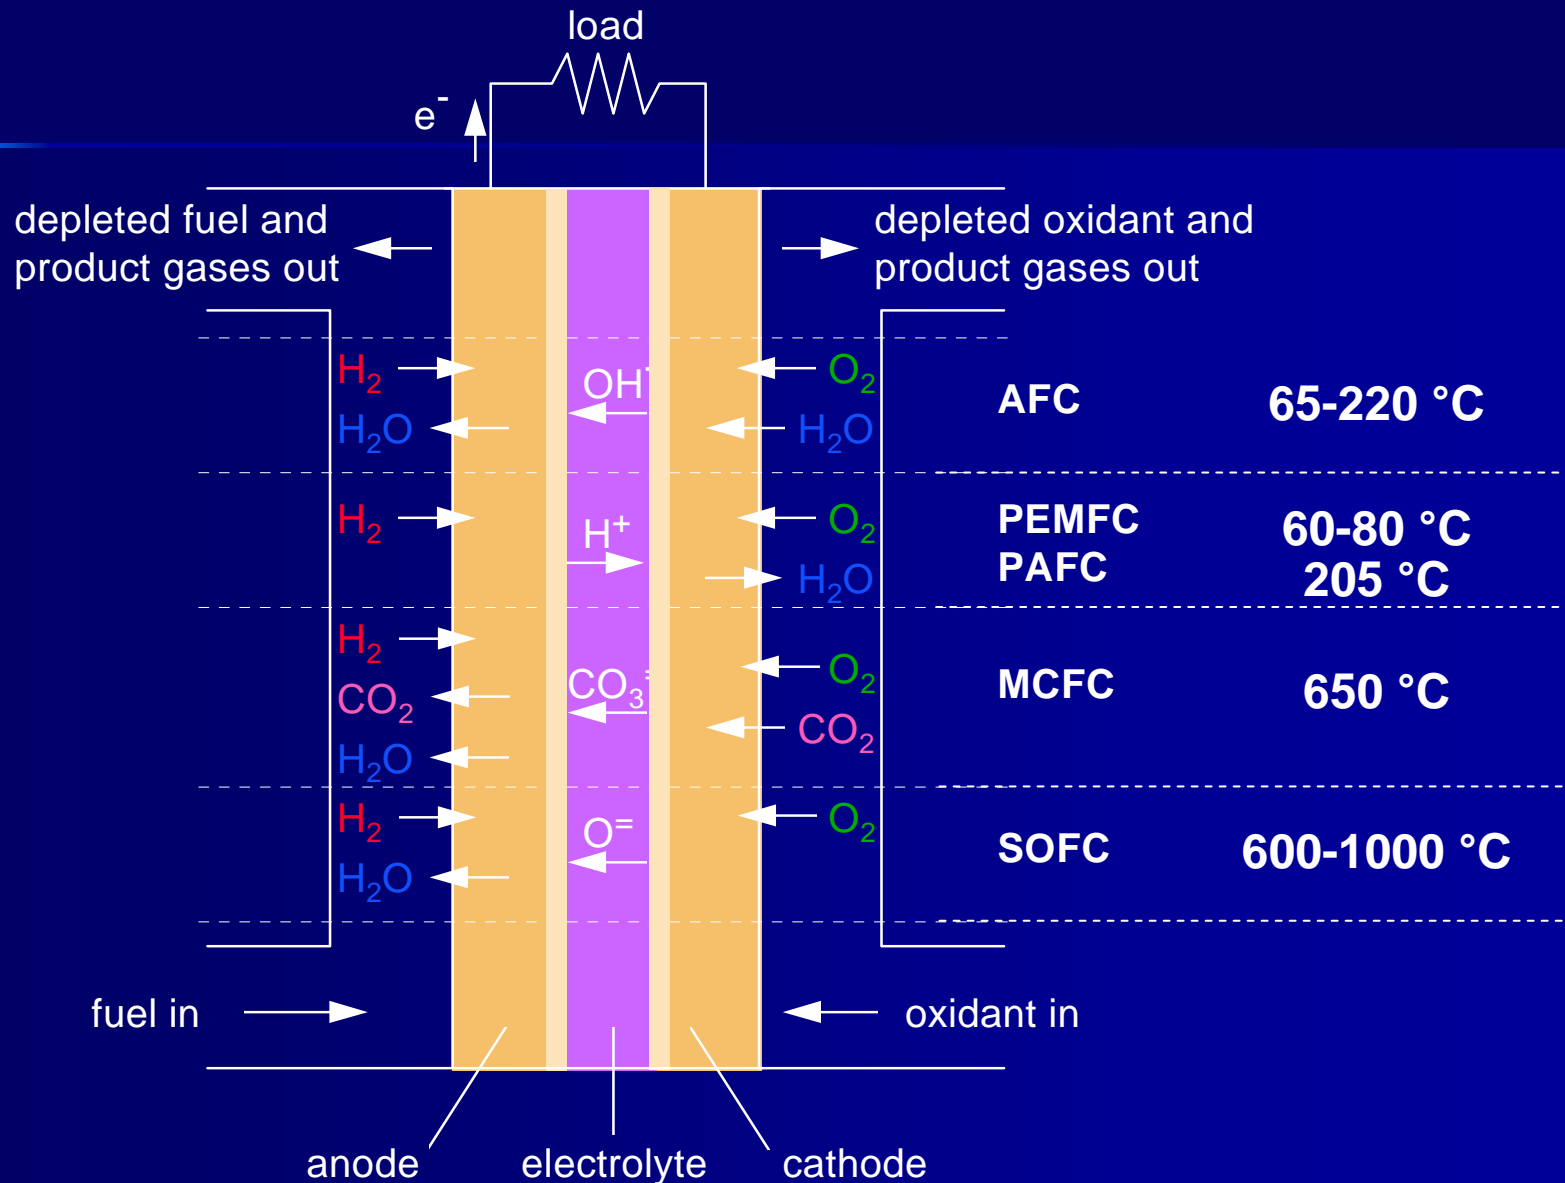 load
e⁻
depleted fuel and
product gases out
depleted oxidant and
product gases out
H₂
OH⁻
O₂
H₂O
H₂O
AFC
65-220 °C
H₂
H⁺
O₂
H₂O
PEMFC
60-80 °C
PAFC
205 °C
H₂
CO₂
H₂O
CO₃⁼
O₂
CO₂
MCFC
650 °C
H₂
H₂O
O⁼
O₂
SOFC
600-1000 °C
fuel in
oxidant in
anode
electrolyte
cathode